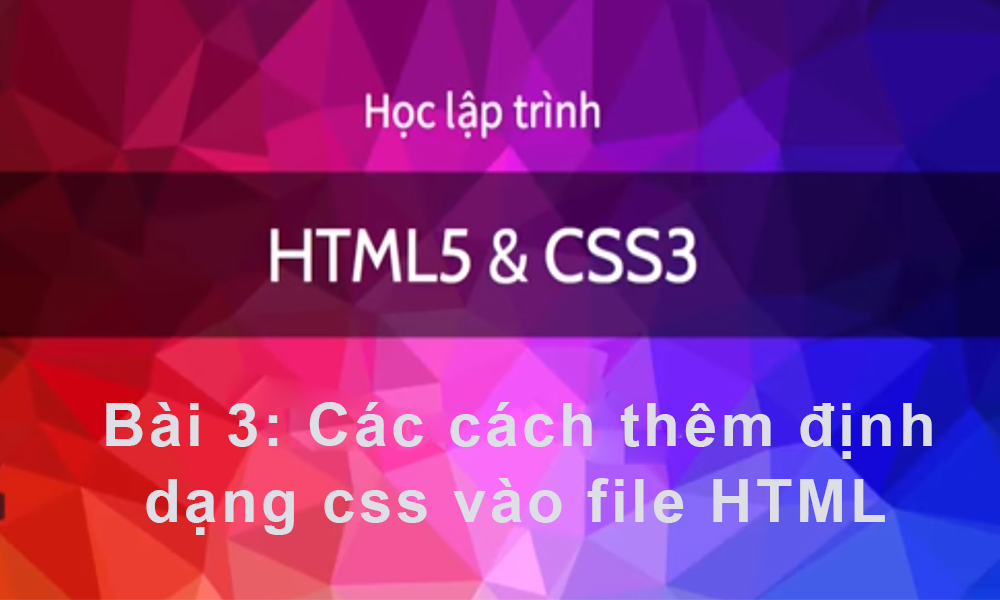 Học lập trình
HTML5 & CSS3
Bài 3: Các cách thêm định
dạng css vào file HTML